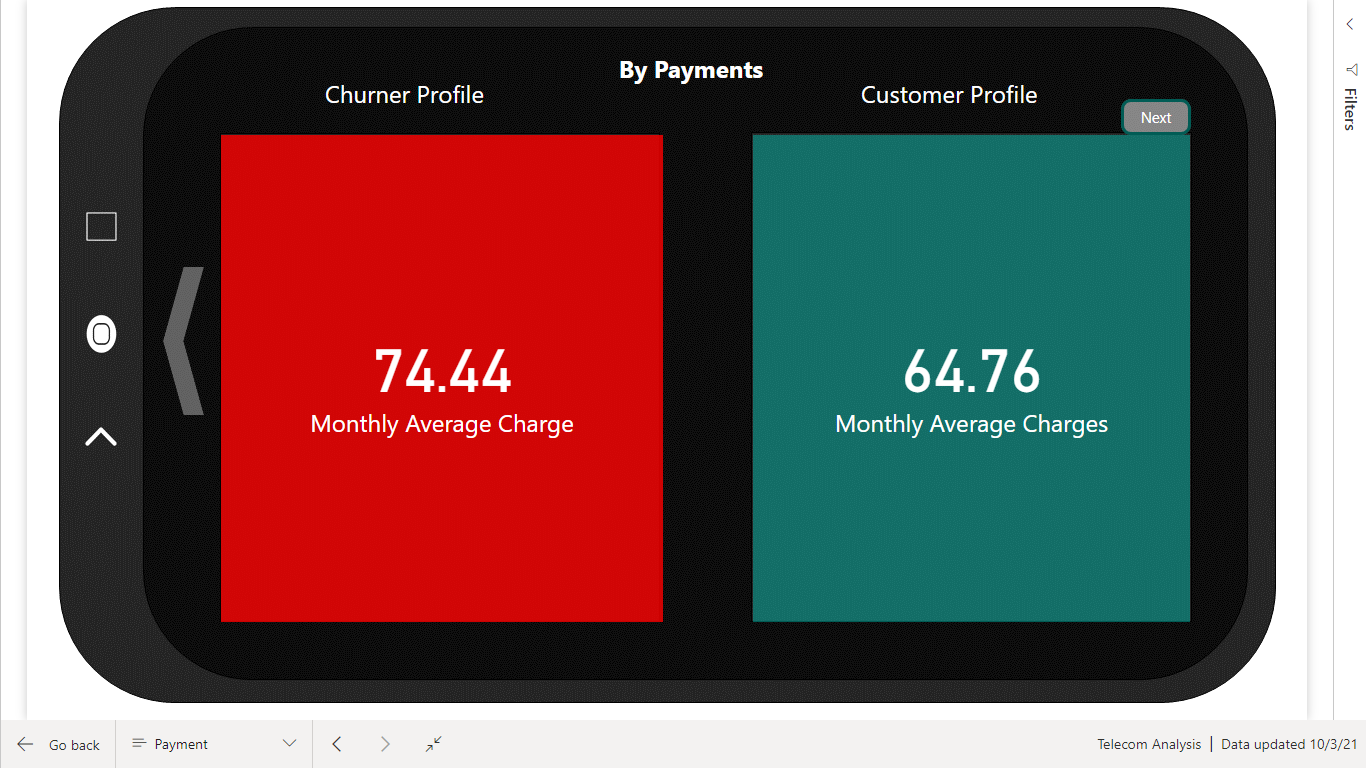 By Payments
Churner Profile
Customer Profile
Next
74.44
Monthly Average Charge
64.76
Monthly Average Charges
Filters
Go back
Payment
Telecom Analysis | Data updated 10/3/21